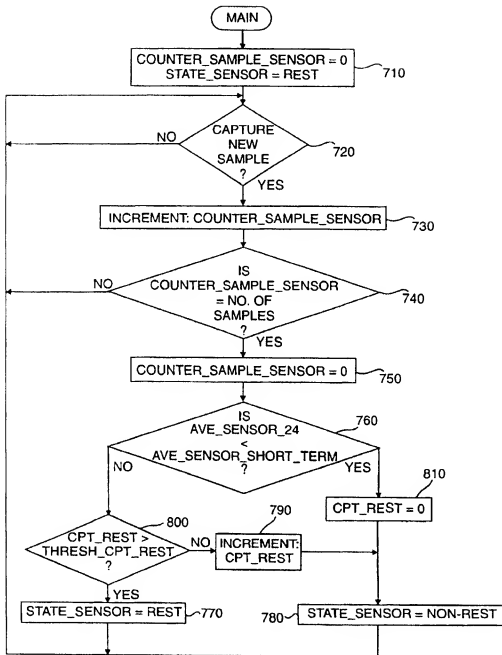 MAIN
COUNTER_SAMPLE_SENSOR = 0
STATE_SENSOR = REST
710
NO
CAPTURE
NEW
SAMPLE
?
720
YES
INCREMENT: COUNTER_SAMPLE_SENSOR
730
NO
IS
COUNTER_SAMPLE_SENSOR
= NO. OF
SAMPLES
?
740
YES
COUNTER_SAMPLE_SENSOR = 0
750
IS
AVE_SENSOR_24
<
AVE_SENSOR_SHORT_TERM
?
760
NO
YES
810
CPT_REST = 0
800
CPT_REST >
THRESH_CPT_REST
?
NO
790
INCREMENT:
CPT_REST
YES
STATE_SENSOR = REST
770
780
STATE_SENSOR = NON-REST